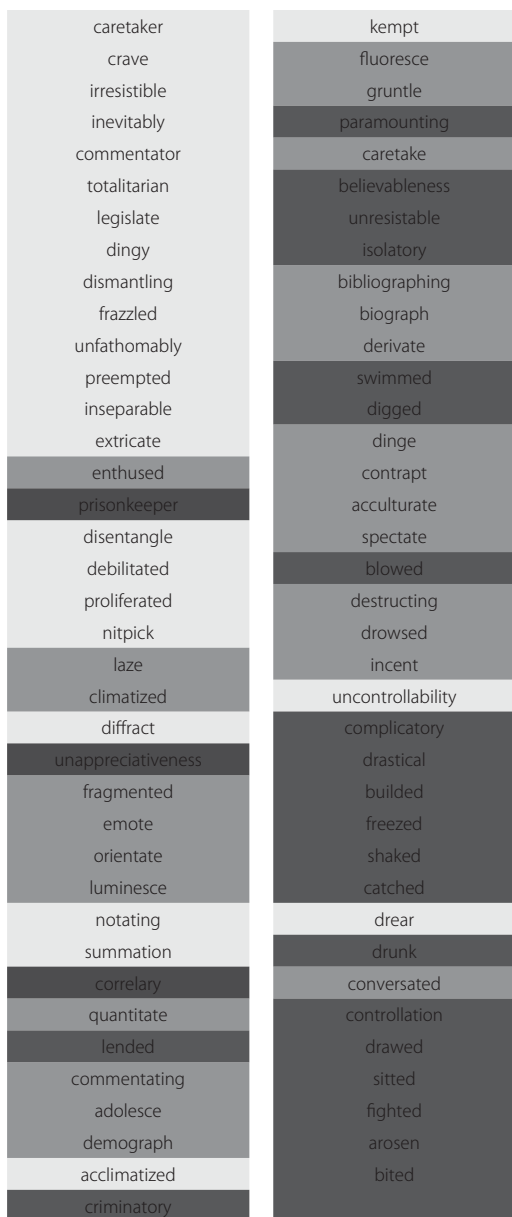 caretaker
crave
irresistible
inevitably
commentator
totalitarian
legislate
dingy
dismantling
frazzled
unfathomably
preempted
inseparable
extricate
enthused
prisonkeeper
disentangle
debilitated
proliferated
nitpick
laze
climatized
diffract
unappreciativeness
fragmented
emote
orientate
luminesce
notating
summation
correlary
quantitate
lended
commentating
adolesce
demograph
acclimatized
criminatory
kempt
fluoresce
gruntle
paramounting
caretake
believableness
unresistable
isolatory
bibliographing
biograph
derivate
swimmed
digged
dinge
contrapt
acculturate
spectate
blowed
destructing
drowsed
incent
uncontrollability
complicatory
drastical
builded
freezed
shaked
catched
drear
drunk
conversated
controllation
drawed
sitted
fighted
arosen
bited